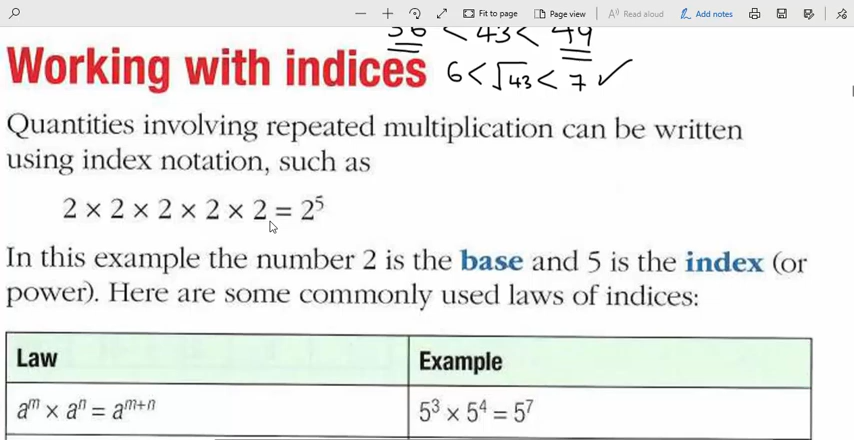 Fit to page
Page view
Read aloud
Add notes
36 < 43 < 49
Working with indices
6 < √43 < 7 ✓
Quantities involving repeated multiplication can be written
using index notation, such as
2 × 2 × 2 × 2 × 2 = 2⁵
In this example the number 2 is the base and 5 is the index (or
power). Here are some commonly used laws of indices:
Law
Example
aᵐ × aⁿ = aᵐ⁺ⁿ
5³ × 5⁴ = 5⁷